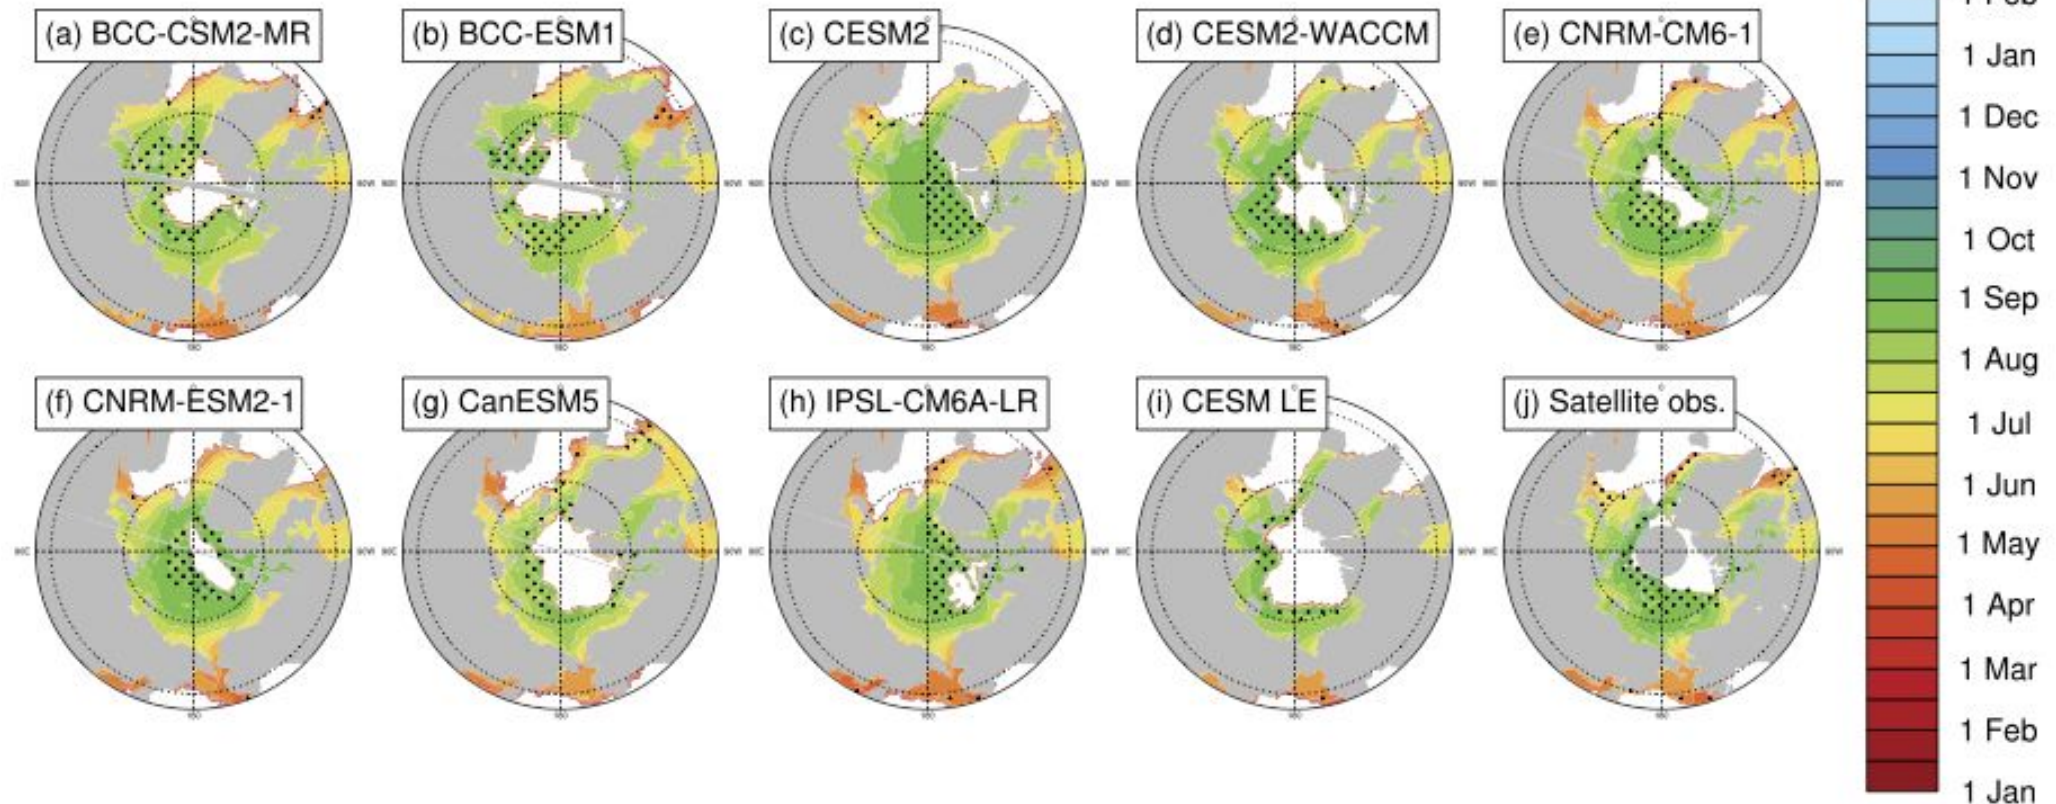 (a) BCC-CSM2-MR
(b) BCC-ESM1
(c) CESM2
(d) CESM2-WACCM
(e) CNRM-CM6-1
(f) CNRM-ESM2-1
(g) CanESM5
(h) IPSL-CM6A-LR
(i) CESM LE
(j) Satellite obs.
1 Feb
1 Jan
1 Dec
1 Nov
1 Oct
1 Sep
1 Aug
1 Jul
1 Jun
1 May
1 Apr
1 Mar
1 Feb
1 Jan